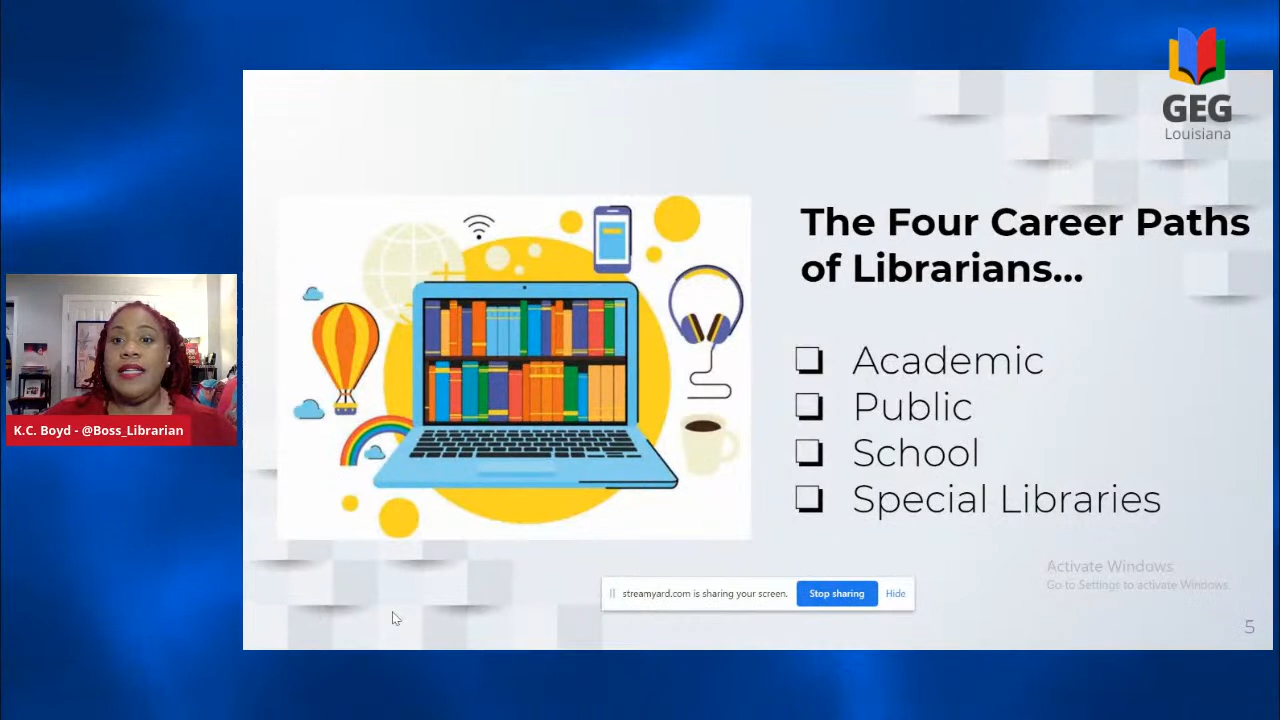 GEG
Louisiana
The Four Career Paths
of Librarians...
Academic
Public
School
Special Libraries
K.C. Boyd - @Boss_Librarian
Activate Windows
Go to Settings to activate Windows.
streamyard.com is sharing your screen.
Stop sharing
Hide
5